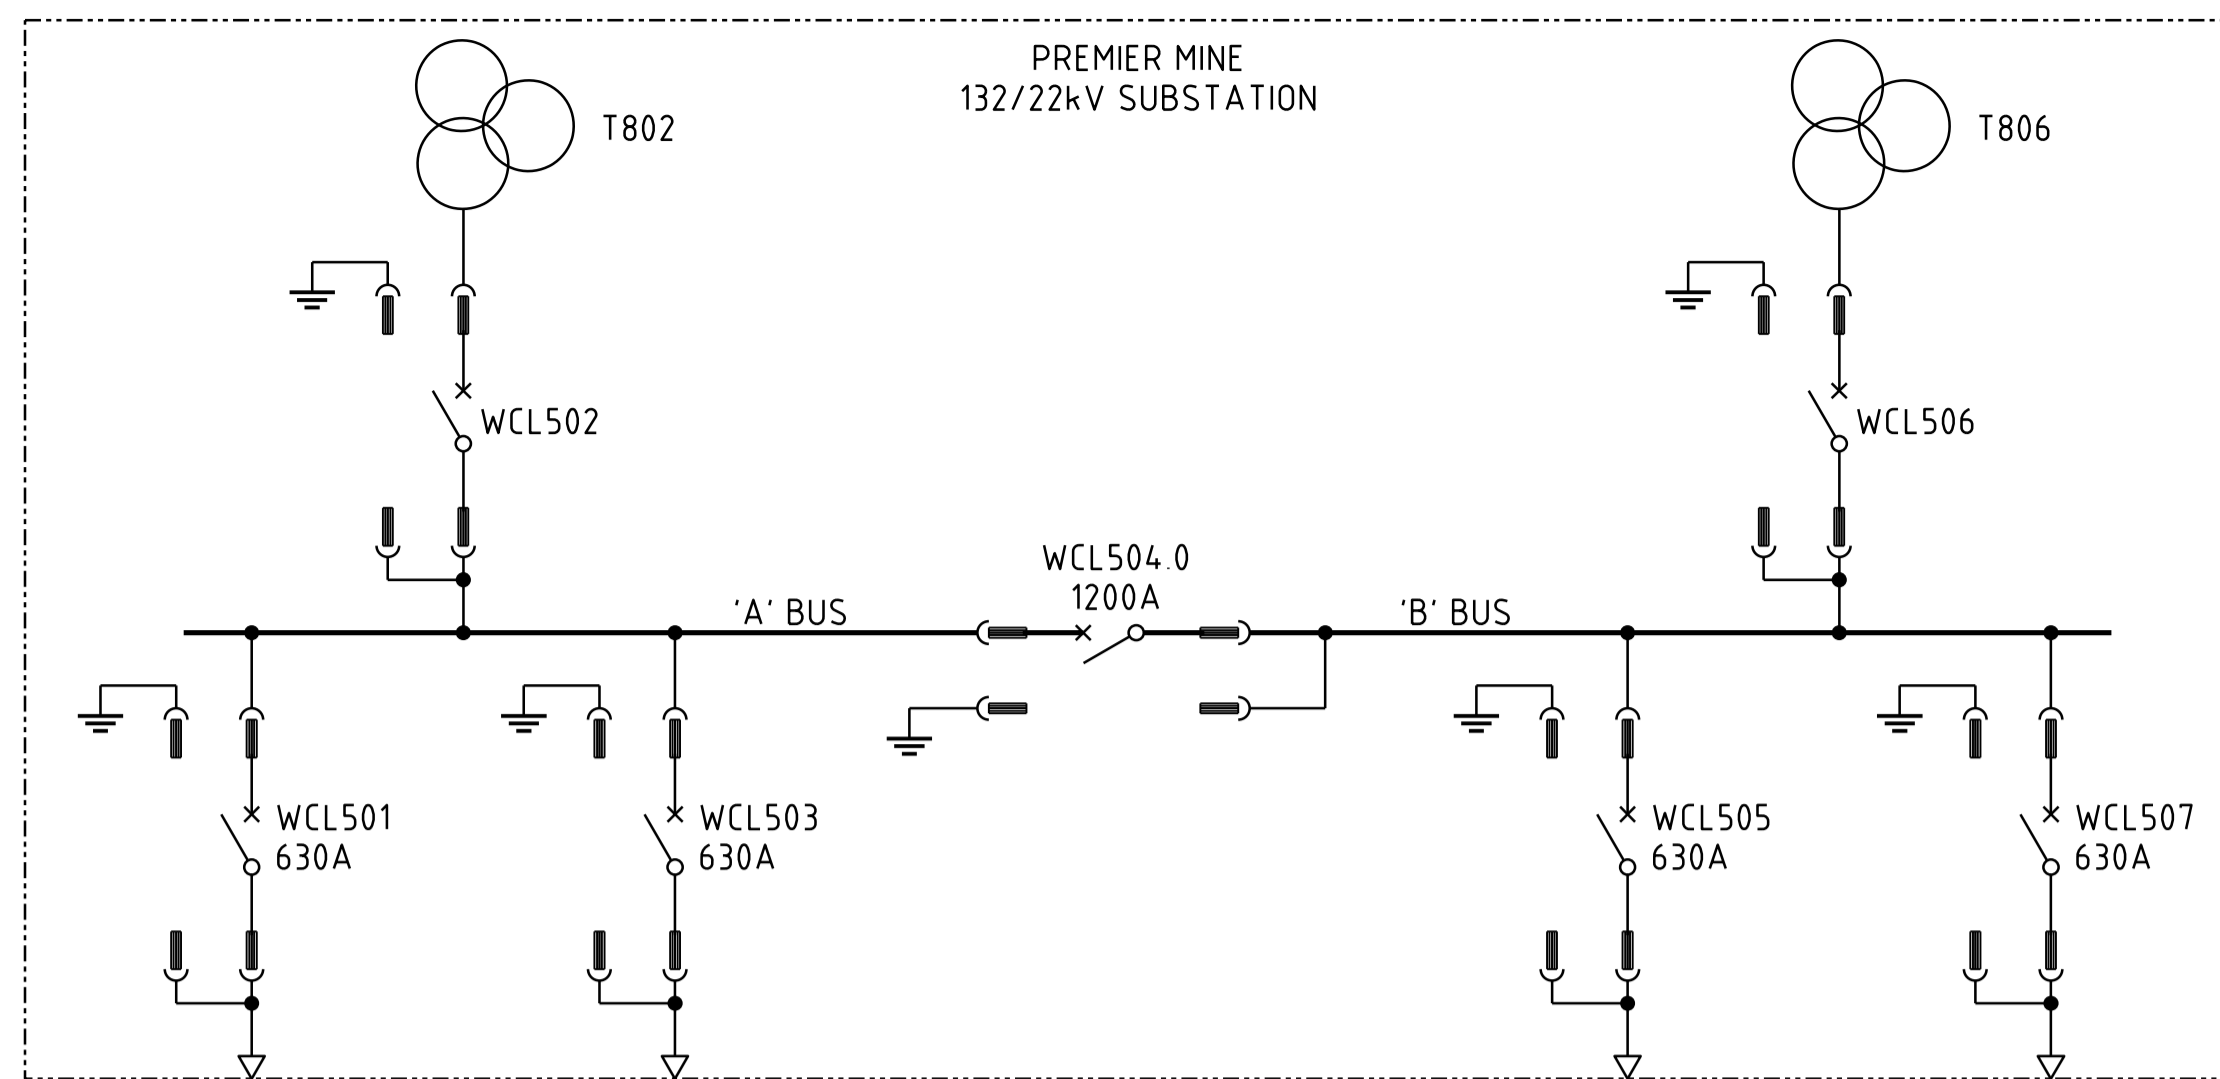 PREMIER MINE
132/22kV SUBSTATION
T802
T806
WCL502
WCL506
WCL504.0
1200A
'A' BUS
'B' BUS
WCL501
630A
WCL503
630A
WCL505
630A
WCL507
630A